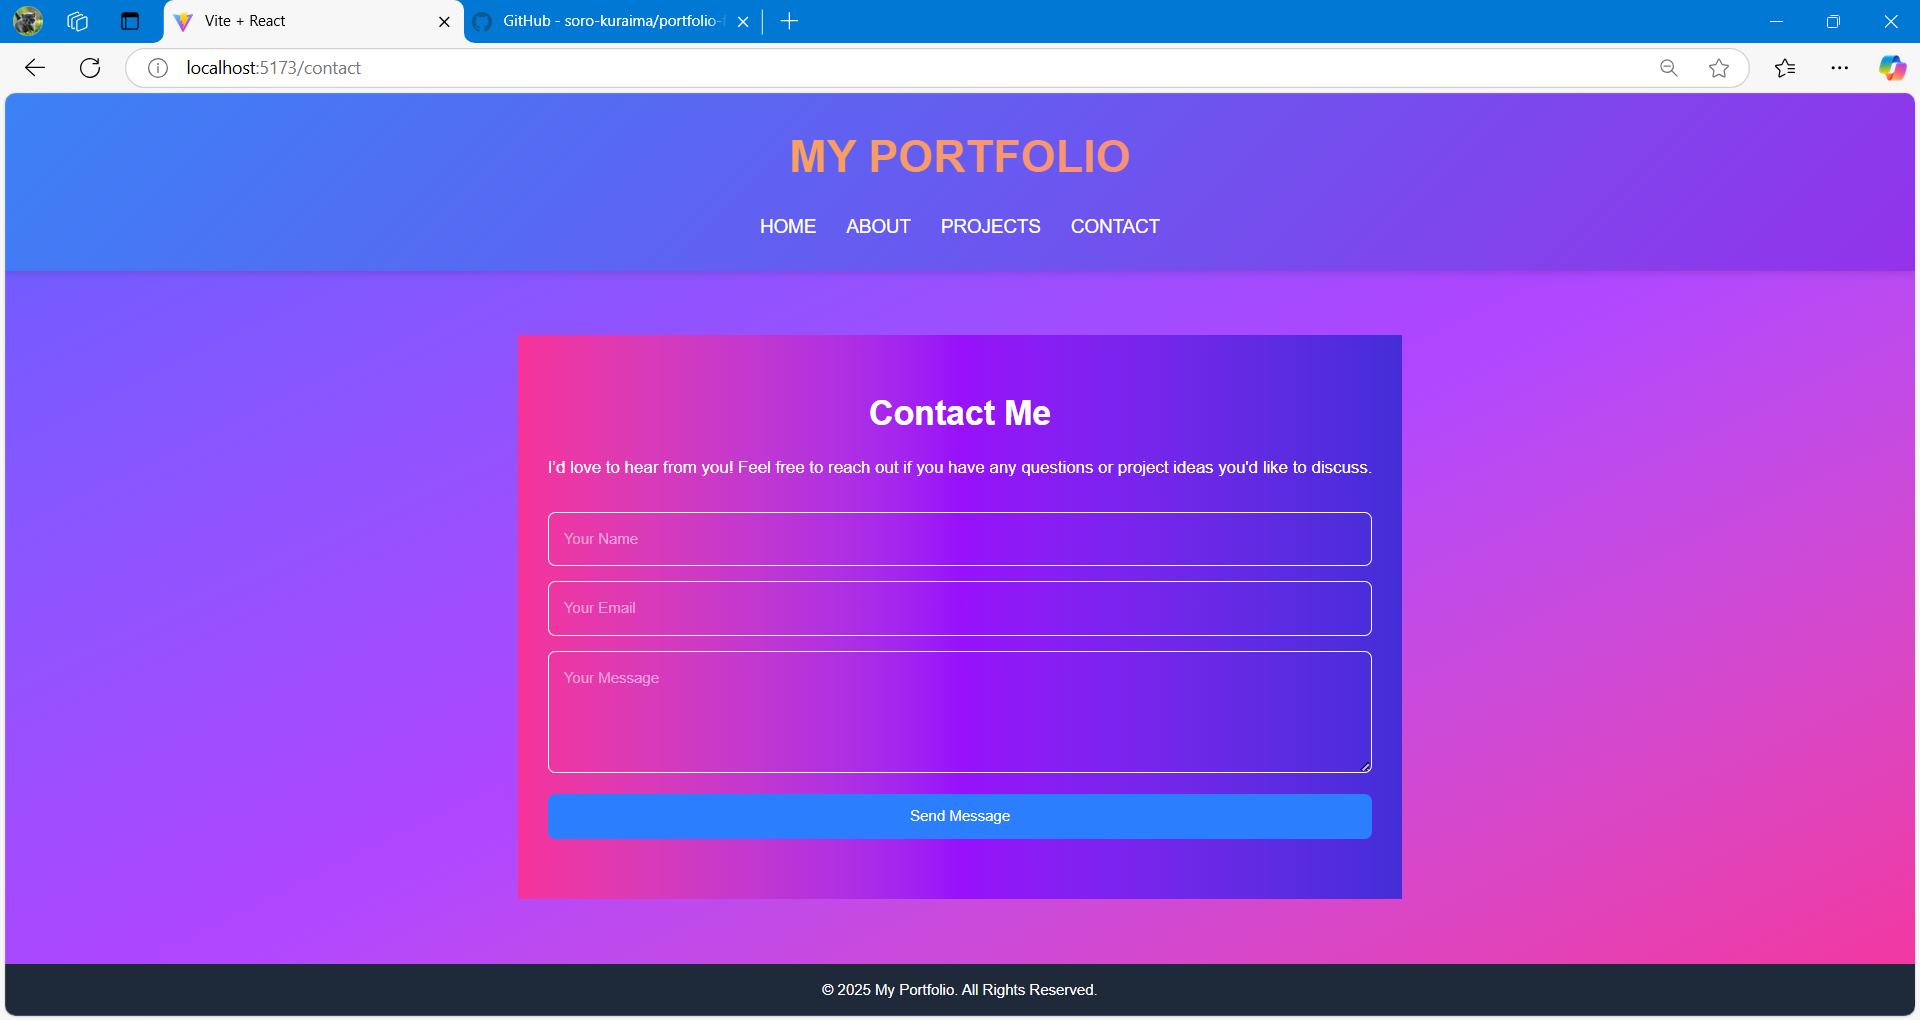 Vite + React
GitHub - soro-kuraima/portfolio-
localhost:5173/contact
MY PORTFOLIO
HOME ABOUT PROJECTS CONTACT
Contact Me
I'd love to hear from you! Feel free to reach out if you have any questions or project ideas you'd like to discuss.
Your Name
Your Email
Your Message
Send Message
© 2025 My Portfolio. All Rights Reserved.